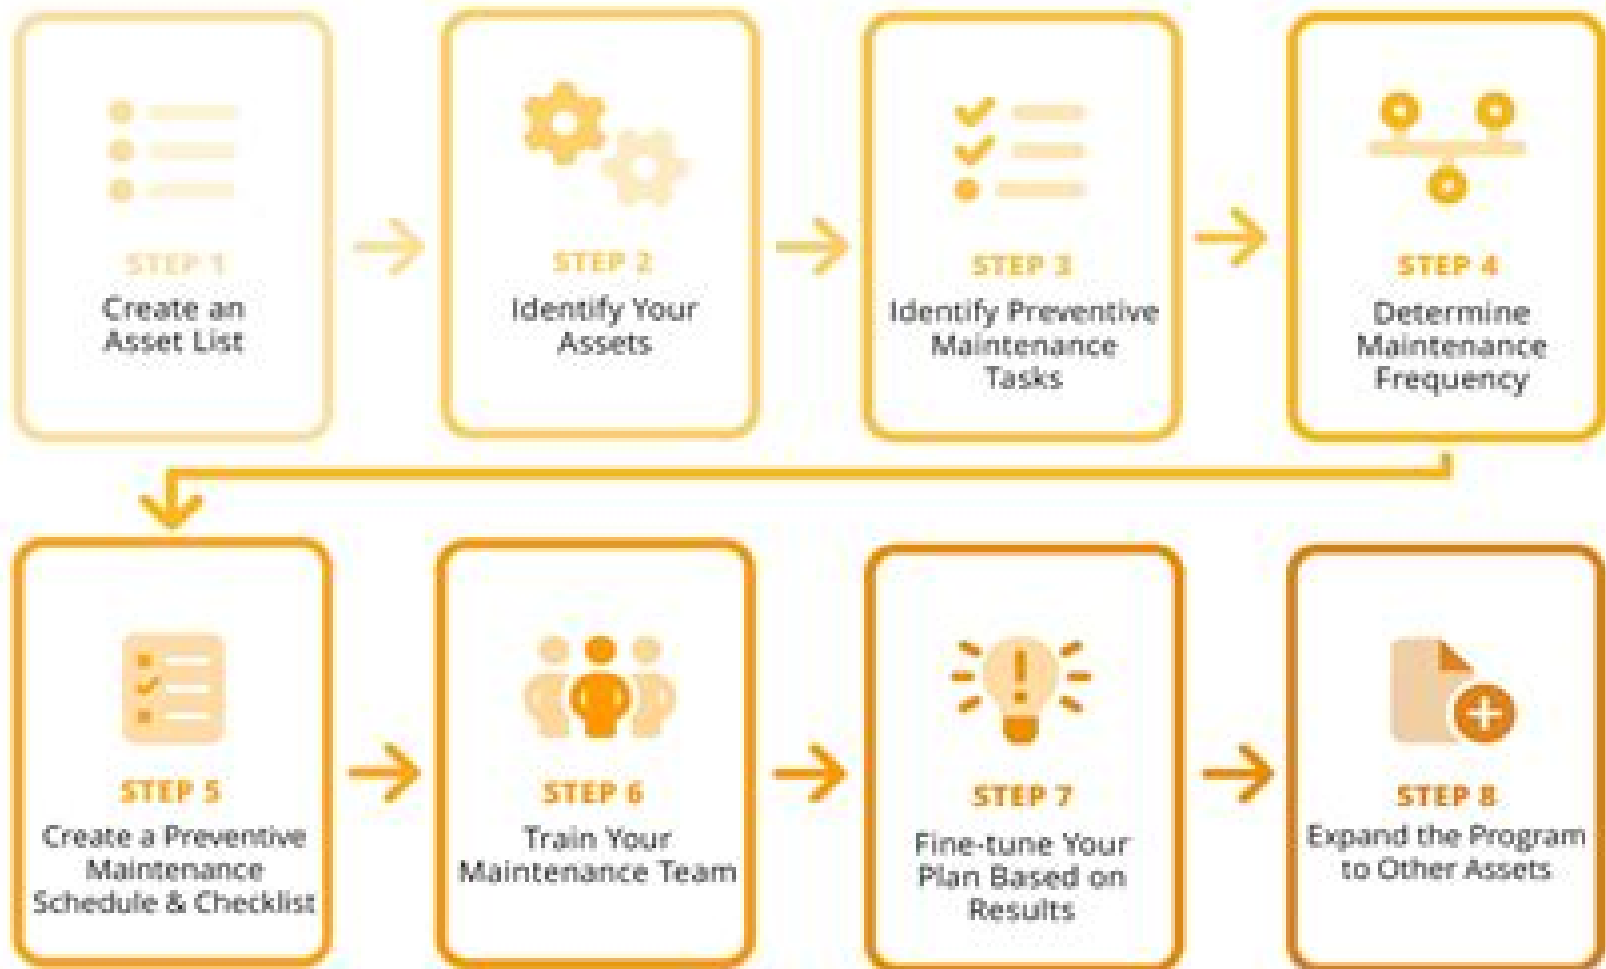 STEP 1
Create an
Asset List
STEP 2
Identify Your
Assets
STEP 3
Identify Preventive
Maintenance
Tasks
STEP 4
Determine
Maintenance
Frequency
STEP 5
Create a Preventive
Maintenance
Schedule & Checklist
STEP 6
Train Your
Maintenance Team
STEP 7
Fine-tune Your
Plan Based on
Results
STEP 8
Expand the Program
to Other Assets